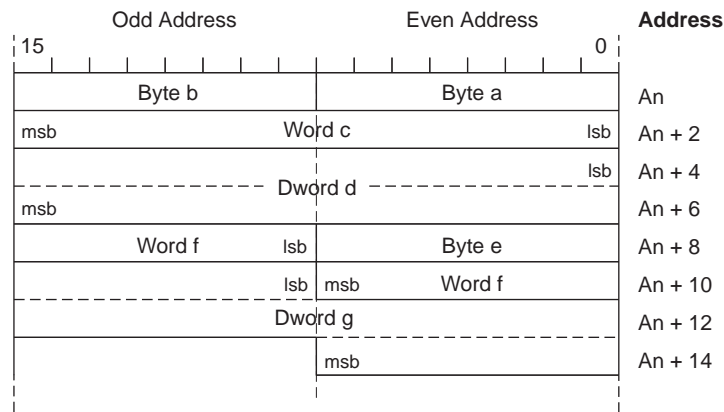 Odd Address Even Address Address
15 0
Byte b Byte a An
msb Word c lsb An + 2
lsb An + 4
Dword d
msb An + 6
Word f lsb Byte e An + 8
lsb msb Word f An + 10
Dword g An + 12
msb An + 14